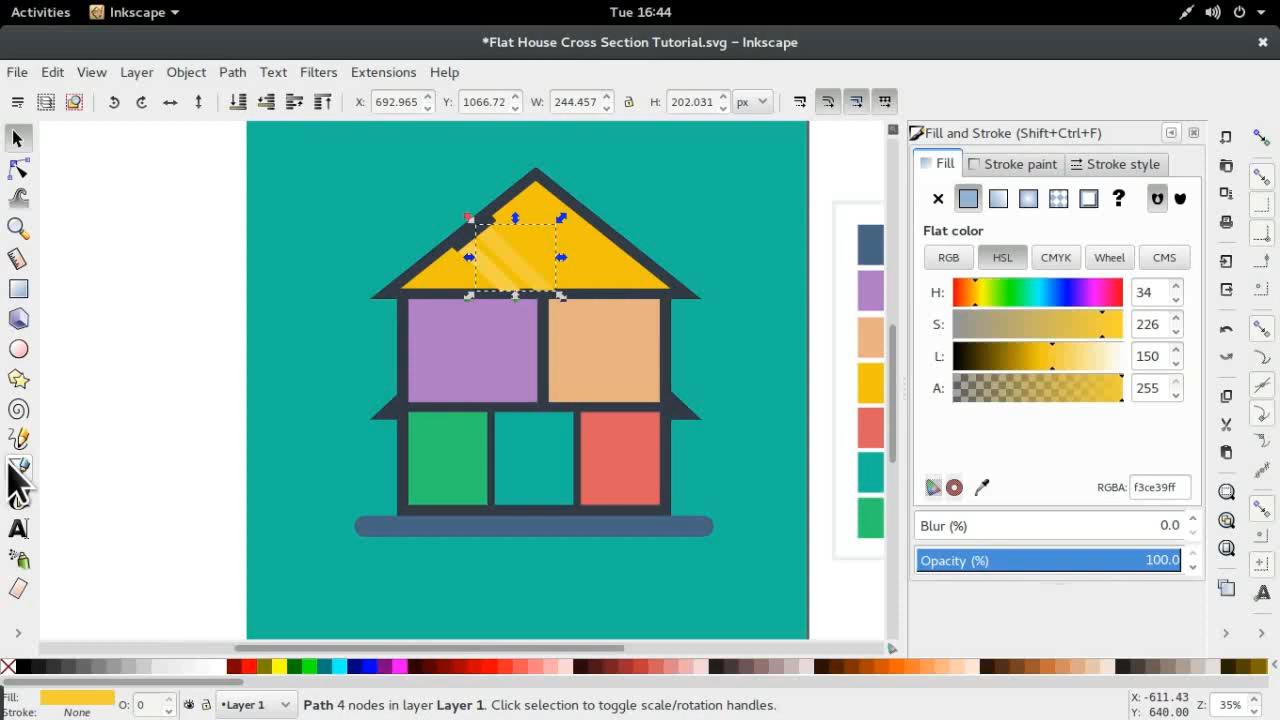 Activities Inkscape Tue 16:44
*Flat House Cross Section Tutorial.svg – Inkscape
File Edit View Layer Object Path Text Filters Extensions Help
X: 692.965 Y: 1066.72 W: 244.457 H: 202.031 px
Fill and Stroke (Shift+Ctrl+F)
Fill Stroke paint Stroke style
?
Flat color
RGB HSL CMYK Wheel CMS
H: 34
S: 226
L: 150
A: 255
RGBA: f3ce39ff
Blur (%) 0.0
Opacity (%) 100.0
Fill:
Stroke: None
O: 0
•Layer 1
Path 4 nodes in layer Layer 1. Click selection to toggle scale/rotation handles.
X: -611.43
Y: 640.00
Z: 35%